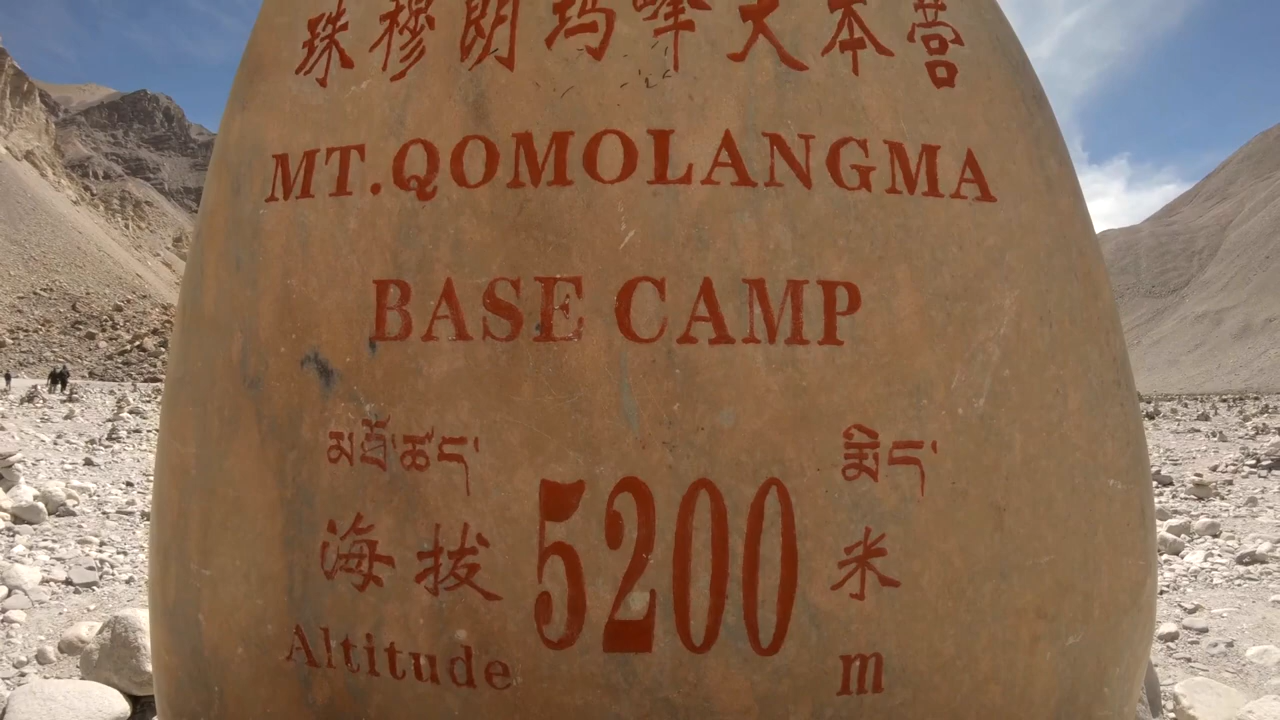 珠穆朗玛峰大本营
MT.QOMOLANGMA
BASE CAMP
མཐོ་ཚད་ སྨིད་
海拔 5200 米
Altitude m